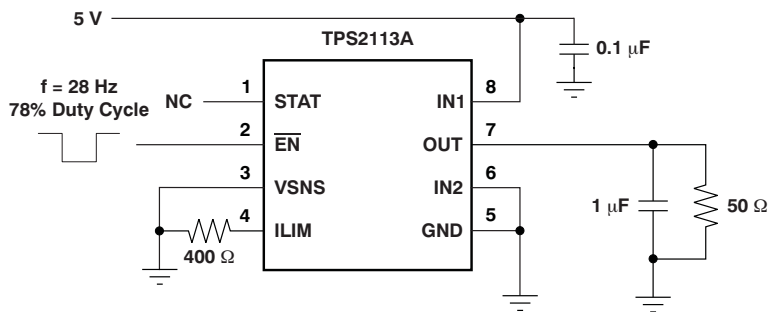 5 V
TPS2113A
0.1 μF
f = 28 Hz
78% Duty Cycle
NC
1 STAT IN1 8
2 EN OUT 7
3 VSNS IN2 6
4 ILIM GND 5
400 Ω
1 μF
50 Ω